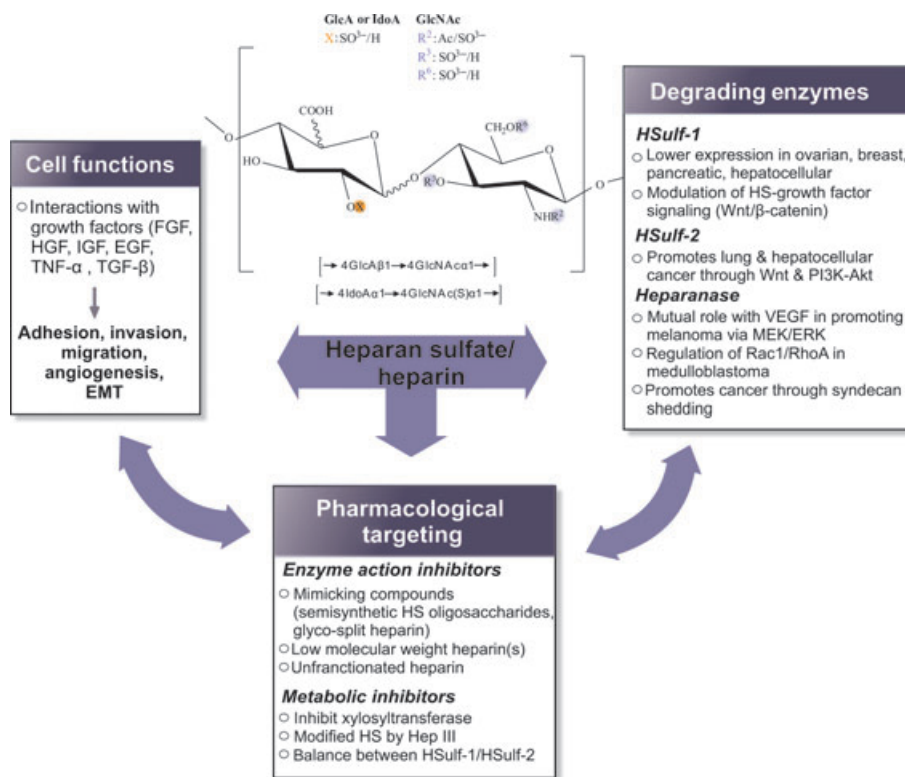 GlcA or IdoA
X:SO³⁻/H
GlcNAc
R²:Ac/SO³⁻
R³: SO³⁻/H
R⁶: SO³⁻/H
COOH
O
O
HO
OX
O
CH₂OR⁶
O
R³O
NHR²
O
[→4GlcAβ1→4GlcNAcα1→]
[→4IdoAα1→4GlcNAc(S)α1→]
Cell functions
○ Interactions with
growth factors (FGF,
HGF, IGF, EGF,
TNF-α , TGF-β)
Adhesion, invasion,
migration,
angiogenesis,
EMT
Heparan sulfate/
heparin
Degrading enzymes
HSulf-1
○ Lower expression in ovarian, breast,
pancreatic, hepatocellular
○ Modulation of HS-growth factor
signaling (Wnt/β-catenin)
HSulf-2
○ Promotes lung & hepatocellular
cancer through Wnt & PI3K-Akt
Heparanase
○ Mutual role with VEGF in promoting
melanoma via MEK/ERK
○ Regulation of Rac1/RhoA in
medulloblastoma
○ Promotes cancer through syndecan
shedding
Pharmacological
targeting
Enzyme action inhibitors
○ Mimicking compounds
(semisynthetic HS oligosaccharides,
glyco-split heparin)
○ Low molecular weight heparin(s)
○ Unfranctionated heparin
Metabolic inhibitors
○ Inhibit xylosyltransferase
○ Modified HS by Hep III
○ Balance between HSulf-1/HSulf-2